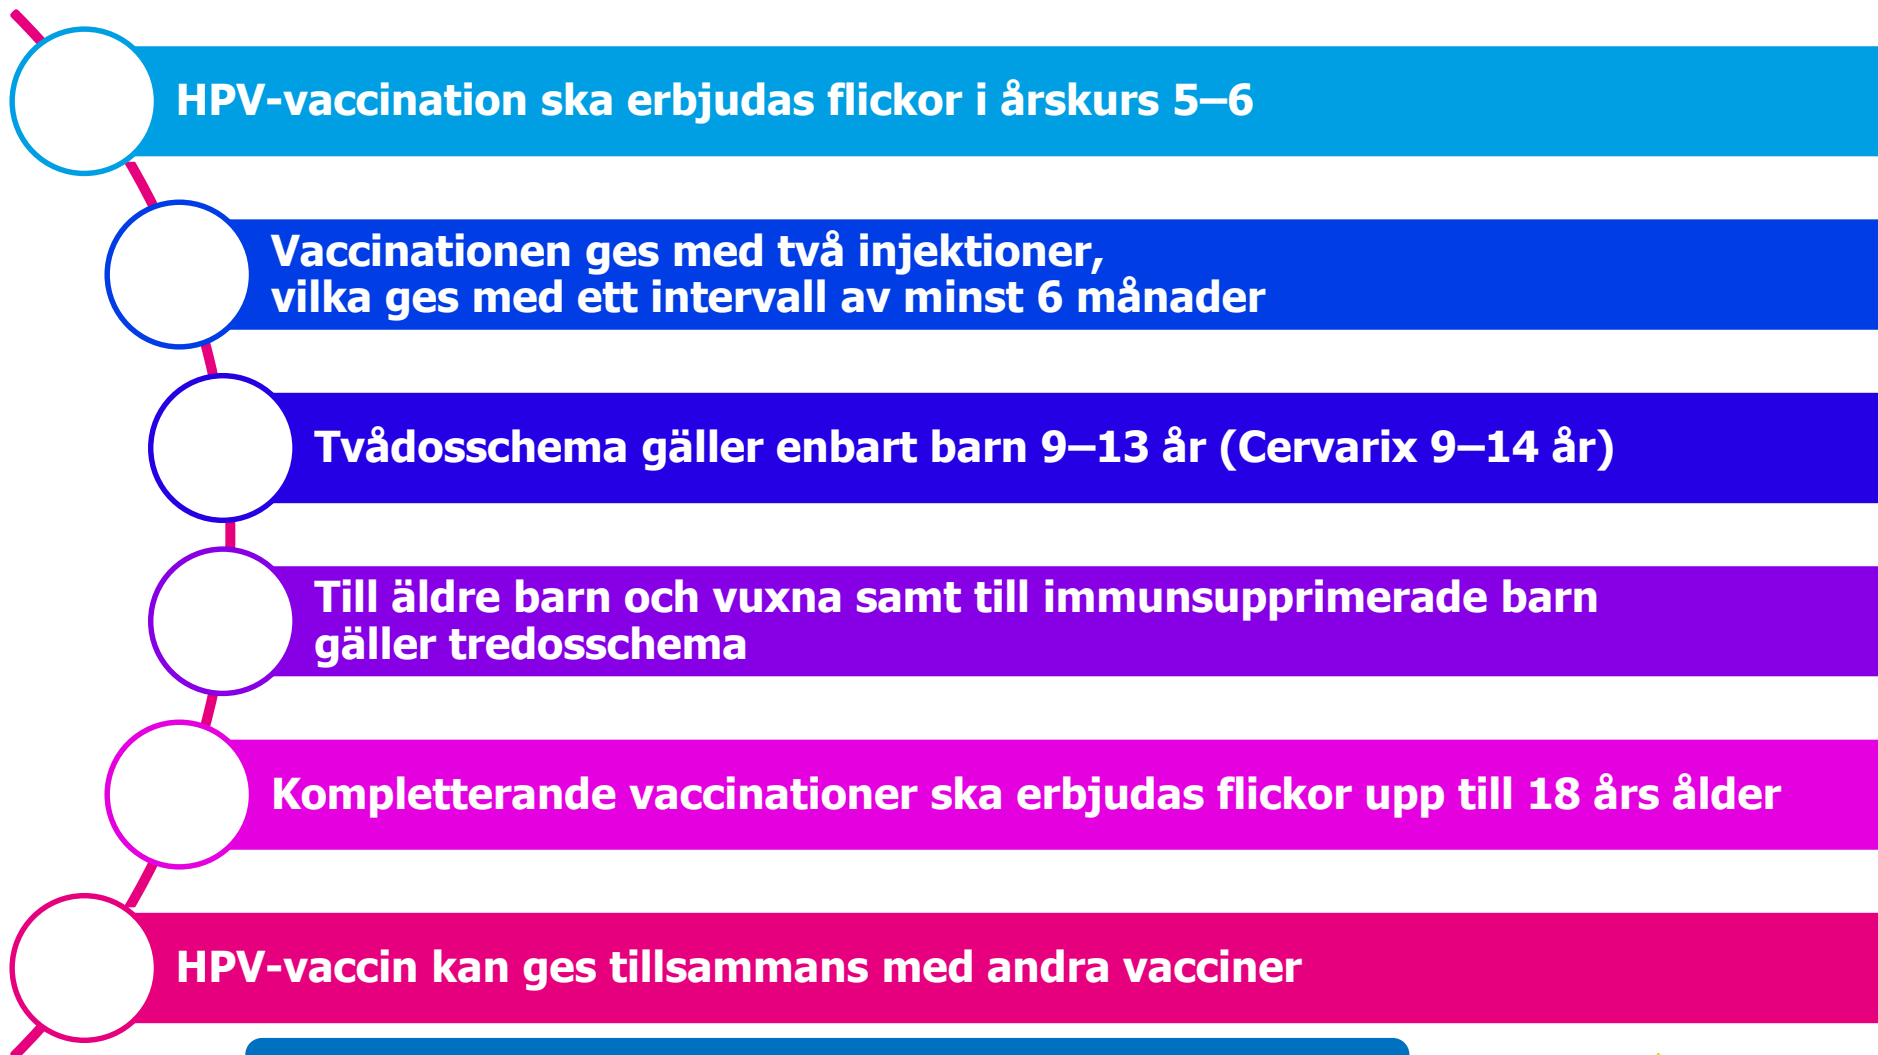 HPV-vaccination ska erbjudas flickor i årskurs 5–6
Vaccinationen ges med två injektioner,
vilka ges med ett intervall av minst 6 månader
Tvådosschema gäller enbart barn 9–13 år (Cervarix 9–14 år)
Till äldre barn och vuxna samt till immunsupprimerade barn
gäller tredosschema
Kompletterande vaccinationer ska erbjudas flickor upp till 18 års ålder
HPV-vaccin kan ges tillsammans med andra vacciner